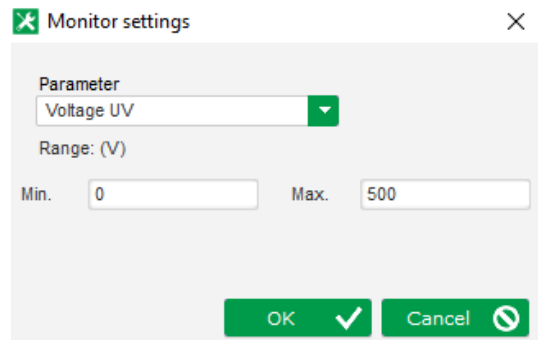 Monitor settings
Parameter
Voltage UV
Range: (V)
Min. 0 Max. 500
OK Cancel